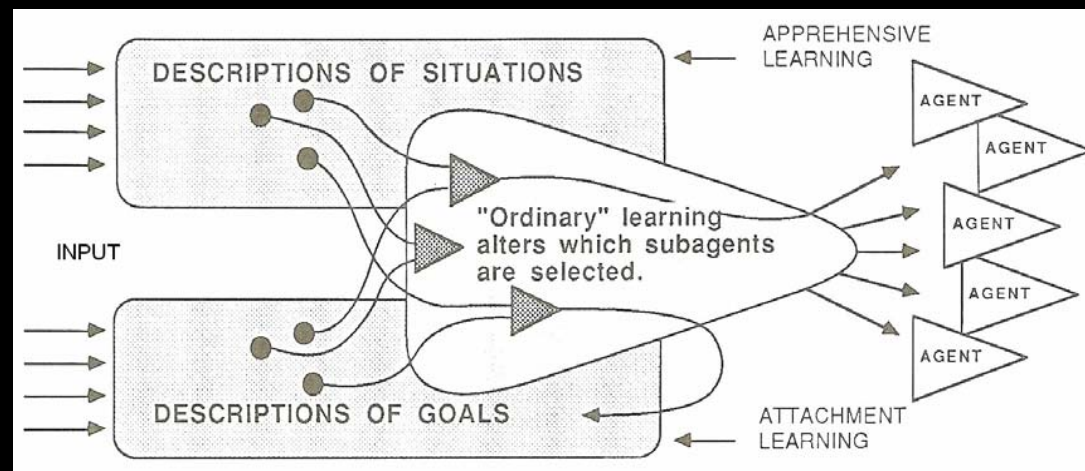 APPREHENSIVE
LEARNING
DESCRIPTIONS OF SITUATIONS
AGENT
AGENT
"Ordinary" learning
alters which subagents
are selected.
INPUT
AGENT
AGENT
AGENT
DESCRIPTIONS OF GOALS
ATTACHMENT
LEARNING